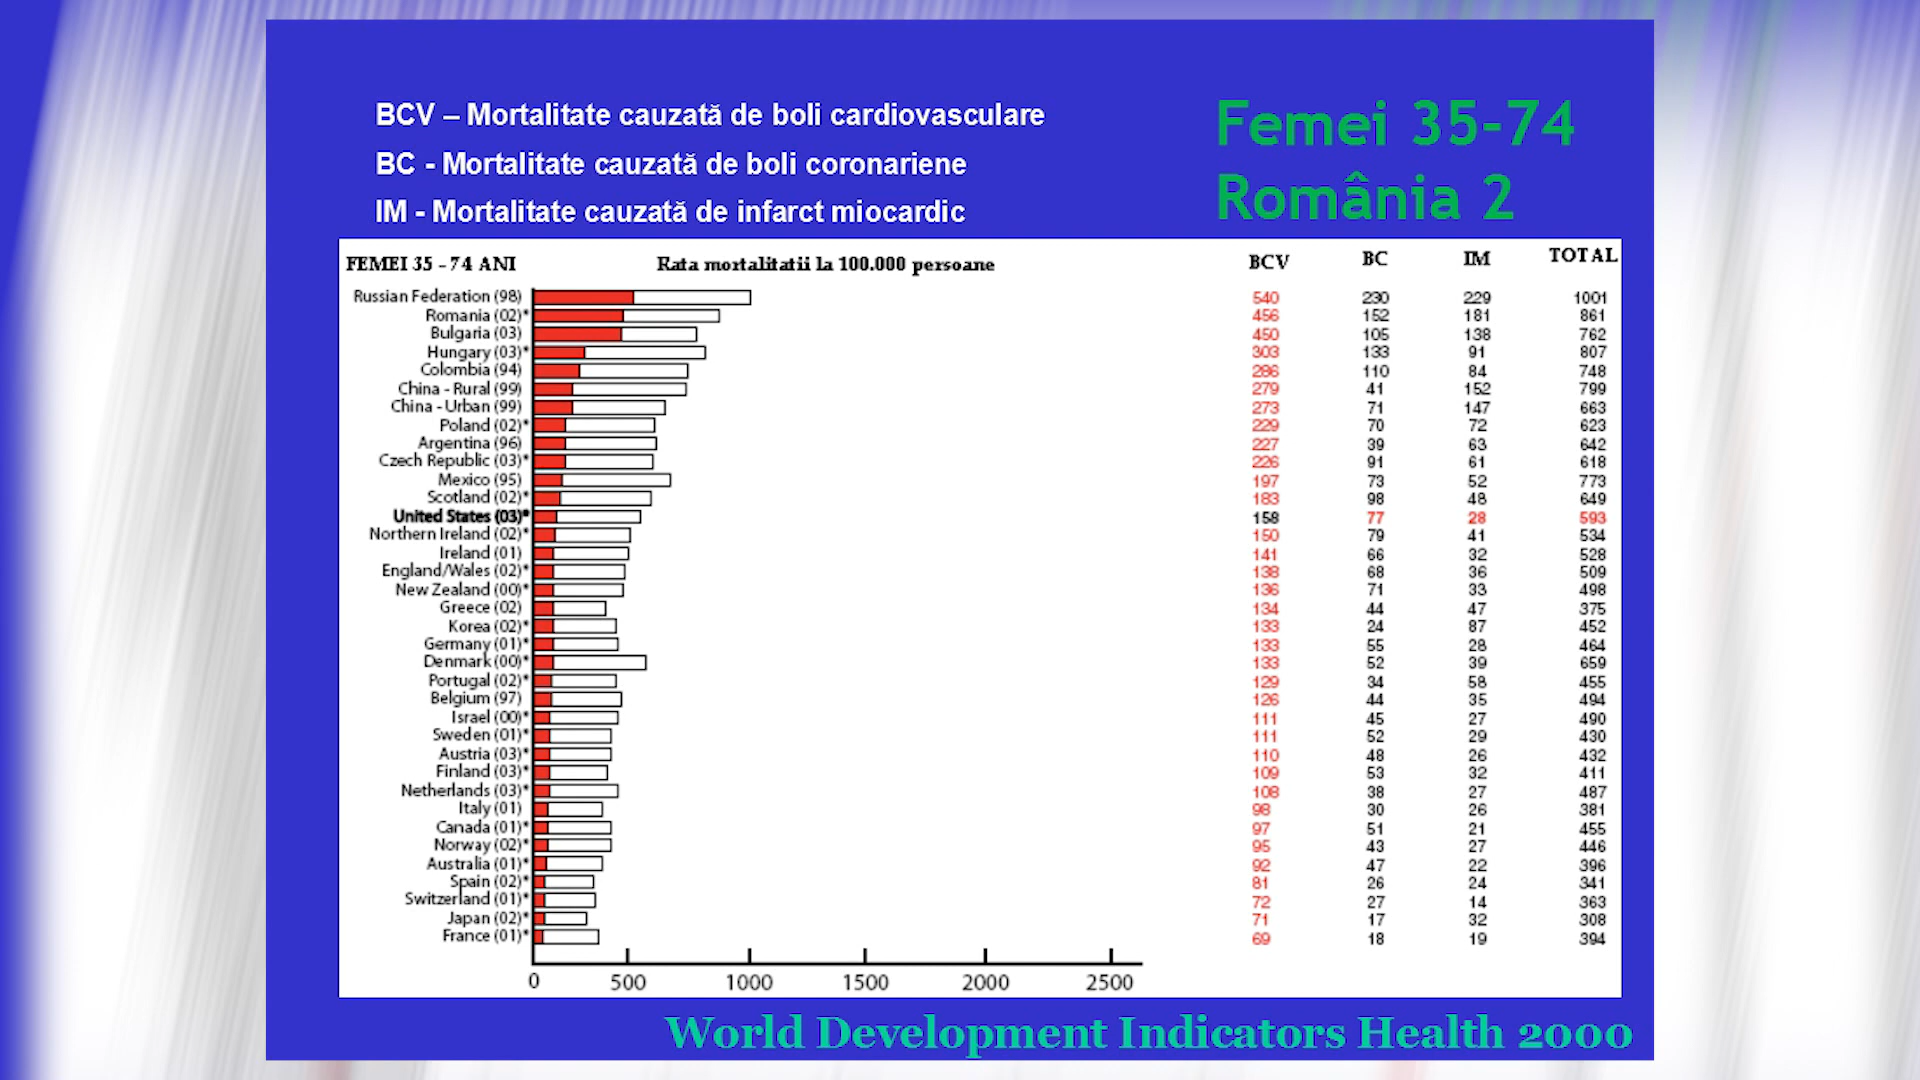 BCV – Mortalitate cauzată de boli cardiovasculare
BC - Mortalitate cauzată de boli coronariene
IM - Mortalitate cauzată de infarct miocardic
Femei 35-74
România 2
FEMEI 35 - 74 ANI Rata mortalitatii la 100.000 persoane BCV BC IM TOTAL
Russian Federation (98) 540 230 229 1001
Romania (02)* 456 152 181 861
Bulgaria (03) 450 105 138 762
Hungary (03)* 303 133 91 807
Colombia (94) 286 110 84 748
China - Rural (99) 279 41 152 799
China - Urban (99) 273 71 147 663
Poland (02)* 229 70 72 623
Argentina (96) 227 39 63 642
Czech Republic (03)* 226 91 61 618
Mexico (95) 197 73 52 773
Scotland (02)* 183 98 48 649
United States (03)* 158 77 28 593
Northern Ireland (02)* 150 79 41 534
Ireland (01) 141 66 32 528
England/Wales (02)* 138 68 36 509
New Zealand (00)* 136 71 33 498
Greece (02) 134 44 47 375
Korea (02)* 133 24 87 452
Germany (01)* 133 55 28 464
Denmark (00)* 133 52 39 659
Portugal (02)* 129 34 58 455
Belgium (97) 126 44 35 494
Israel (00)* 111 45 27 490
Sweden (01)* 111 52 29 430
Austria (03)* 110 48 26 432
Finland (03)* 109 53 32 411
Netherlands (03)* 108 38 27 487
Italy (01) 98 30 26 381
Canada (01)* 97 51 21 455
Norway (02)* 95 43 27 446
Australia (01)* 92 47 22 396
Spain (02)* 81 26 24 341
Switzerland (01)* 72 27 14 363
Japan (02)* 71 17 32 308
France (01)* 69 18 19 394
0 500 1000 1500 2000 2500
World Development Indicators Health 2000